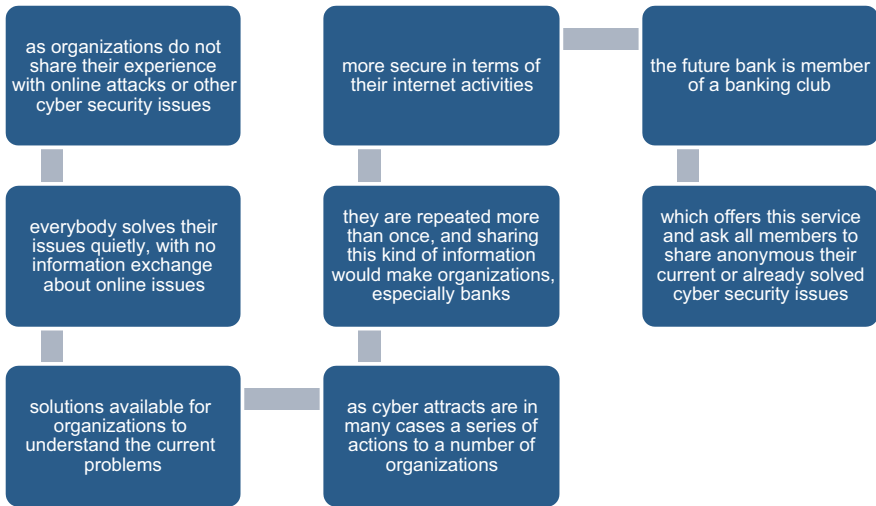 as organizations do not
share their experience
with online attacks or other
cyber security issues
everybody solves their
issues quietly, with no
information exchange
about online issues
solutions available for
organizations to
understand the current
problems
as cyber attracts are in
many cases a series of
actions to a number of
organizations
they are repeated more
than once, and sharing
this kind of information
would make organizations,
especially banks
more secure in terms of
their internet activities
the future bank is member
of a banking club
which offers this service
and ask all members to
share anonymous their
current or already solved
cyber security issues